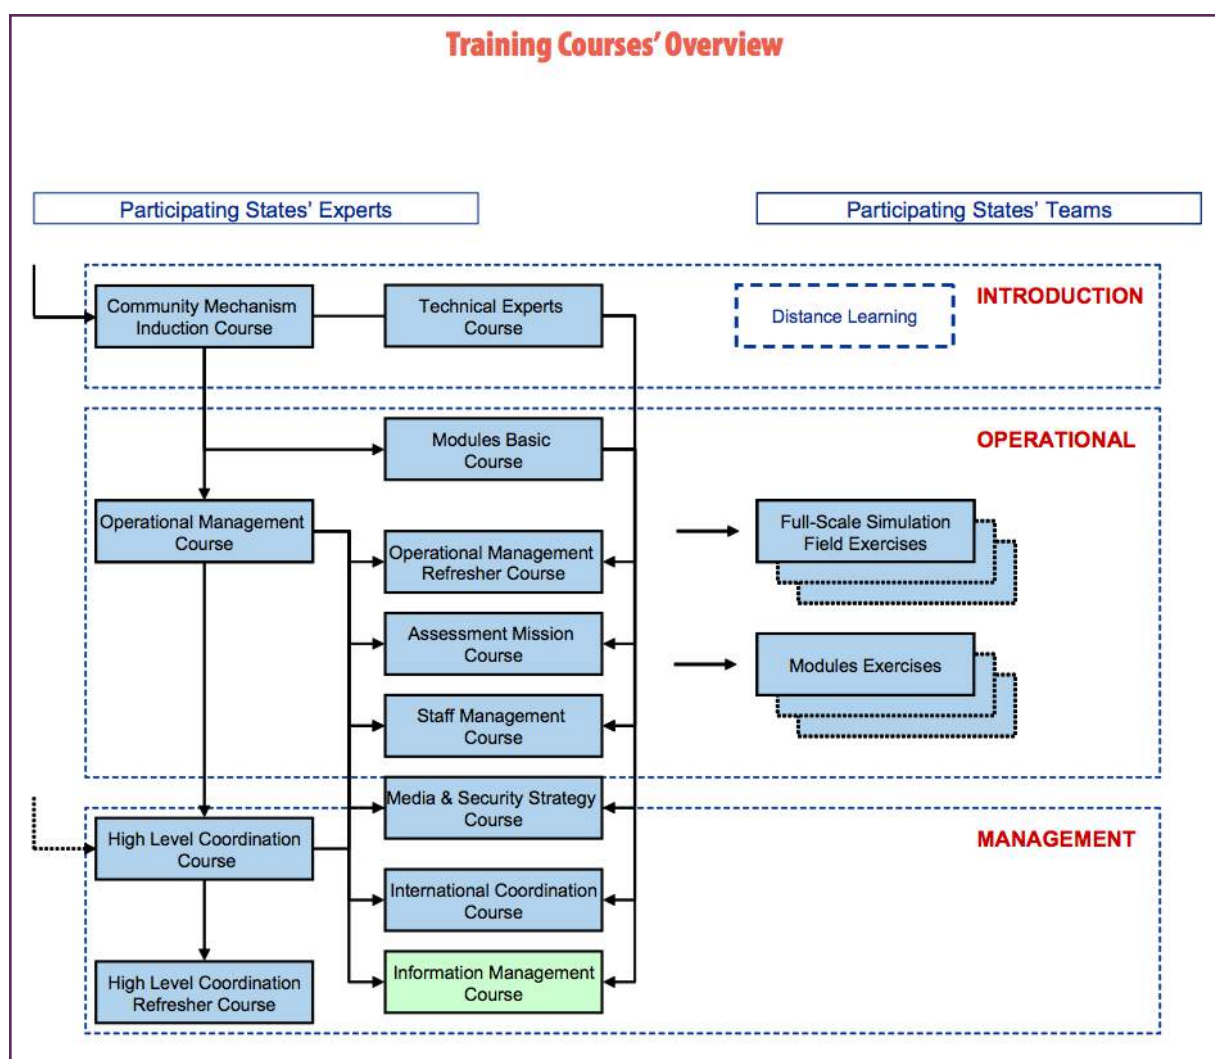 Training Courses' Overview
Participating States' Experts
Participating States' Teams
INTRODUCTION
Community Mechanism
Induction Course
Technical Experts
Course
Distance Learning
OPERATIONAL
Modules Basic
Course
Operational Management
Course
Full-Scale Simulation
Field Exercises
Operational Management
Refresher Course
Assessment Mission
Course
Modules Exercises
Staff Management
Course
Media & Security Strategy
Course
MANAGEMENT
High Level Coordination
Course
International Coordination
Course
Information Management
Course
High Level Coordination
Refresher Course